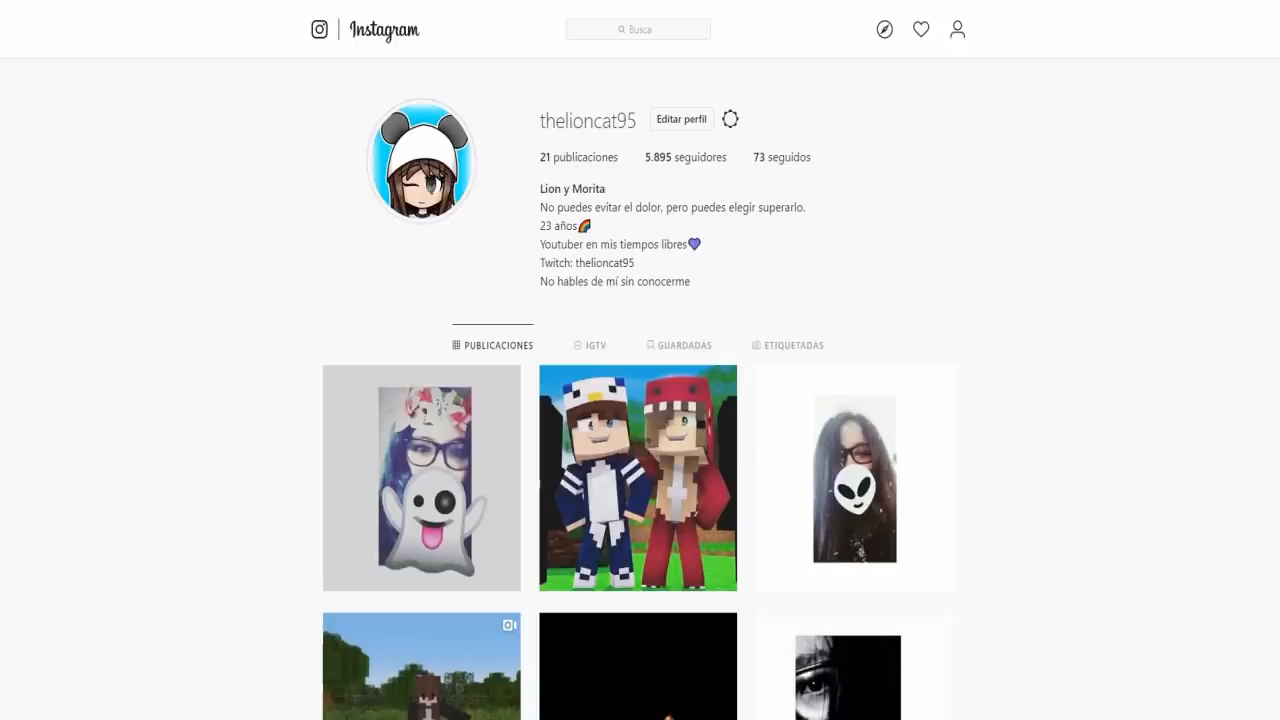 Instagram
Busca
thelioncat95 Editar perfil
21 publicaciones 5.895 seguidores 73 seguidos
Lion y Morita
No puedes evitar el dolor, pero puedes elegir superarlo.
23 años🌈
Youtuber en mis tiempos libres💜
Twitch: thelioncat95
No hables de mí sin conocerme
PUBLICACIONES IGTV GUARDADAS ETIQUETADAS